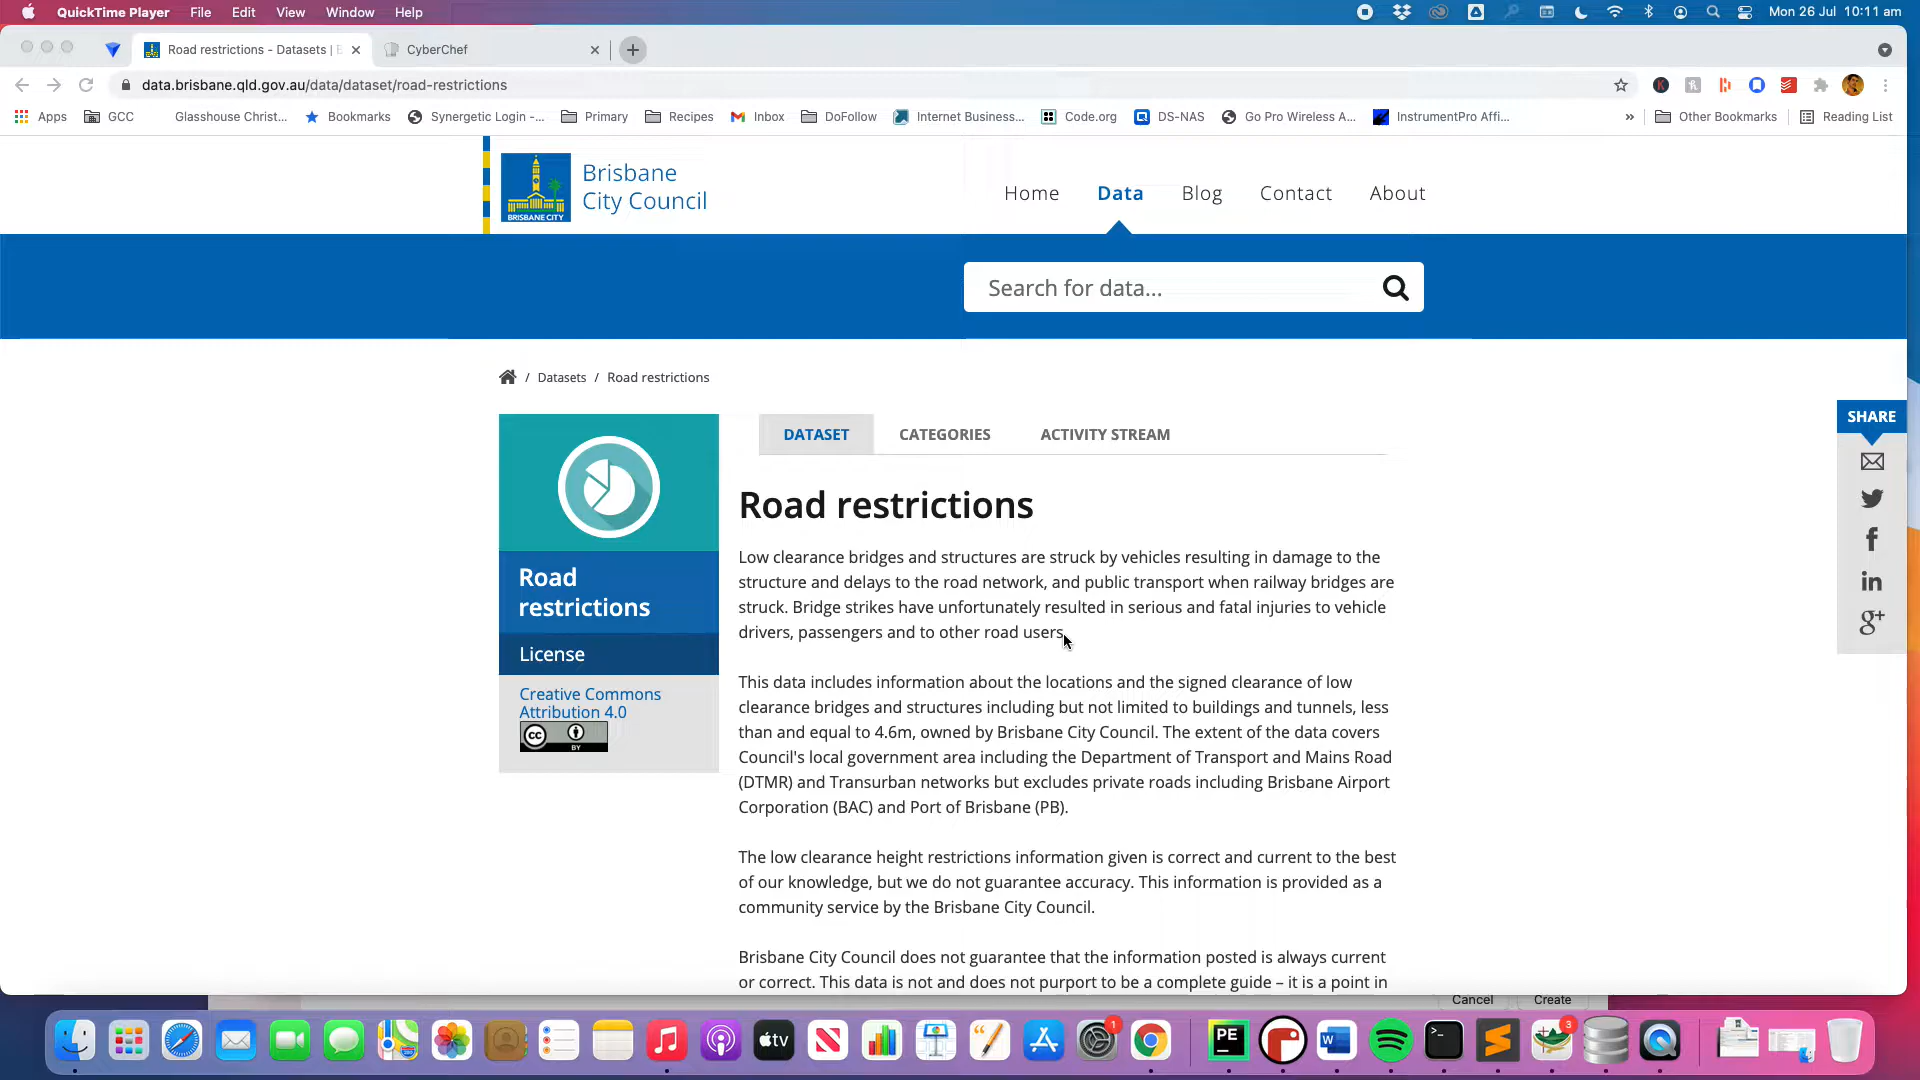 QuickTime Player File Edit View Window Help Mon 26 Jul 10:11 am
Road restrictions - Datasets | CyberChef
data.brisbane.qld.gov.au/data/dataset/road-restrictions
Apps GCC Glasshouse Christ... Bookmarks Synergetic Login -... Primary Recipes Inbox DoFollow Internet Business... Code.org DS-NAS Go Pro Wireless A... InstrumentPro Affi... » Other Bookmarks Reading List
BRISBANE CITY
Brisbane
City Council
Home Data Blog Contact About
Search for data...
/ Datasets / Road restrictions
SHARE
DATASET CATEGORIES ACTIVITY STREAM
Road
restrictions
License
Creative Commons
Attribution 4.0
cc
BY
Road restrictions
Low clearance bridges and structures are struck by vehicles resulting in damage to the
structure and delays to the road network, and public transport when railway bridges are
struck. Bridge strikes have unfortunately resulted in serious and fatal injuries to vehicle
drivers, passengers and to other road users.
This data includes information about the locations and the signed clearance of low
clearance bridges and structures including but not limited to buildings and tunnels, less
than and equal to 4.6m, owned by Brisbane City Council. The extent of the data covers
Council's local government area including the Department of Transport and Mains Road
(DTMR) and Transurban networks but excludes private roads including Brisbane Airport
Corporation (BAC) and Port of Brisbane (PB).
The low clearance height restrictions information given is correct and current to the best
of our knowledge, but we do not guarantee accuracy. This information is provided as a
community service by the Brisbane City Council.
Brisbane City Council does not guarantee that the information posted is always current
or correct. This data is not and does not purport to be a complete guide – it is a point in
Cancel Create
tv
1
PE
3